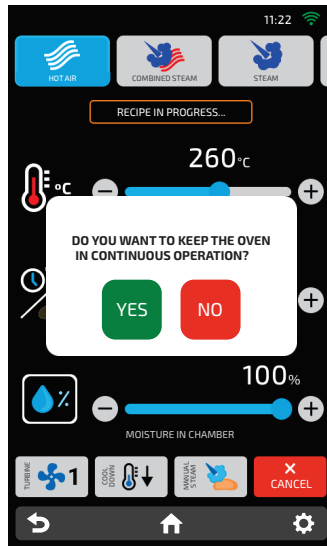 11:22
HOT AIR
COMBINED STEAM
STEAM
RECIPE IN PROGRESS...
260°C
°C
DO YOU WANT TO KEEP THE OVEN
IN CONTINUOUS OPERATION?
YES
NO
100%
%
MOISTURE IN CHAMBER
TURBINE
1
COOL
DOWN
MANUAL
STEAM
CANCEL